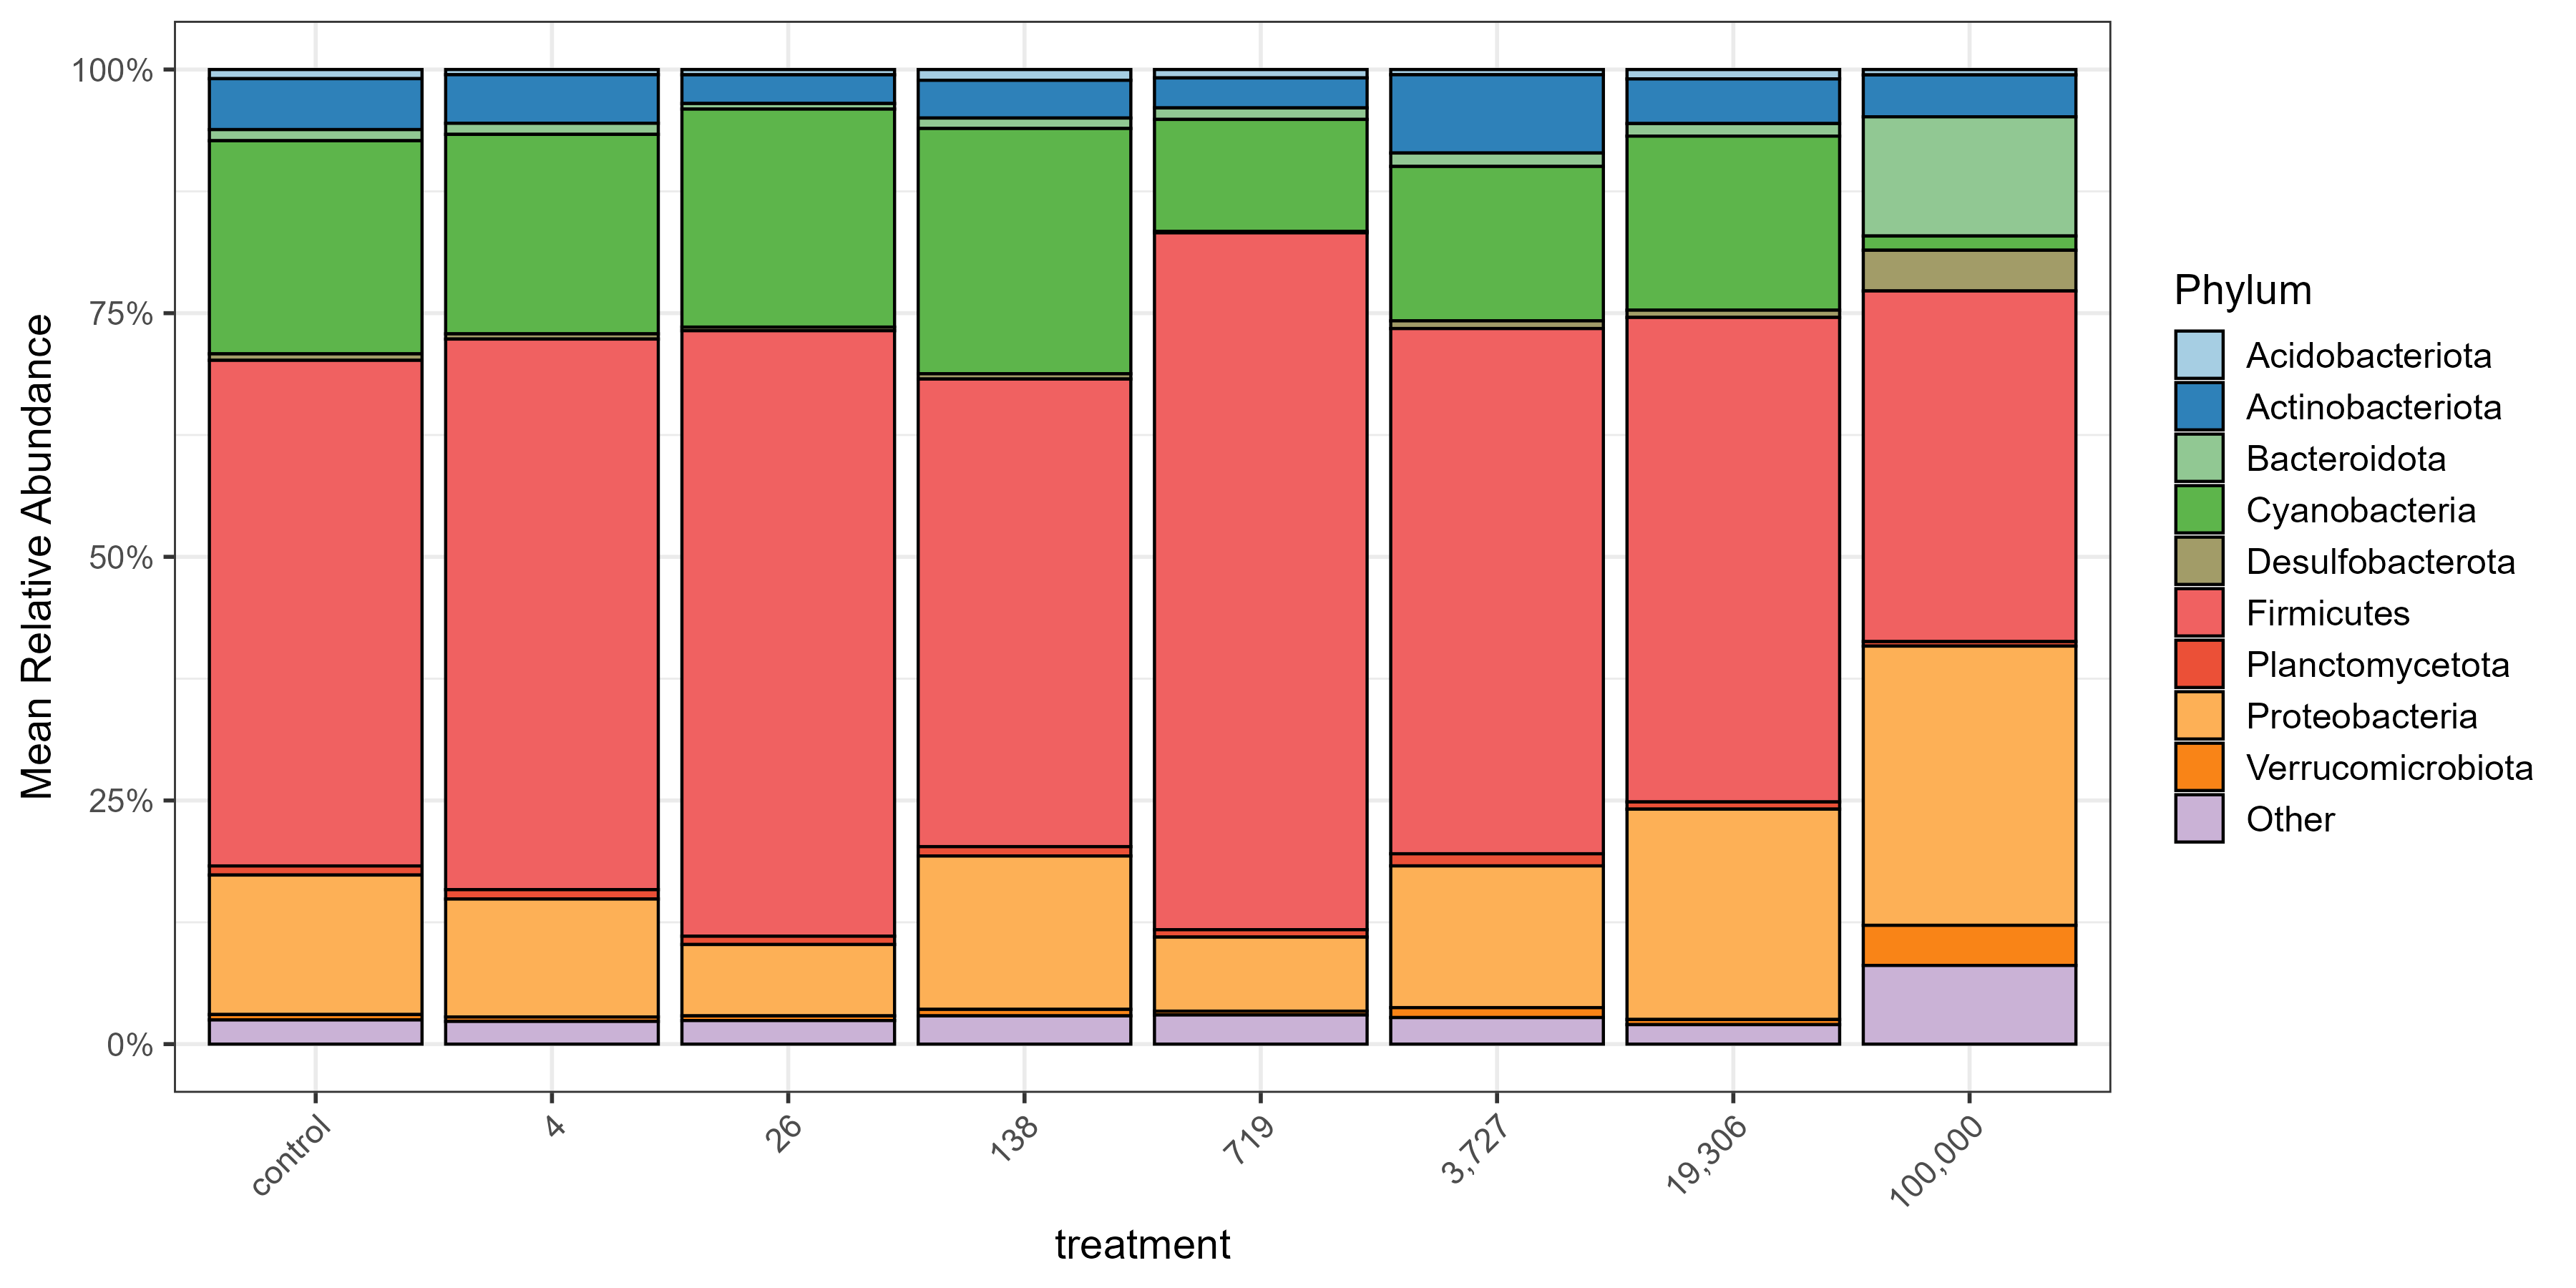 Mean Relative Abundance
100%
75%
50%
25%
0%
control
4
26
138
719
3,727
19,306
100,000
treatment
Phylum
Acidobacteriota
Actinobacteriota
Bacteroidota
Cyanobacteria
Desulfobacterota
Firmicutes
Planctomycetota
Proteobacteria
Verrucomicrobiota
Other